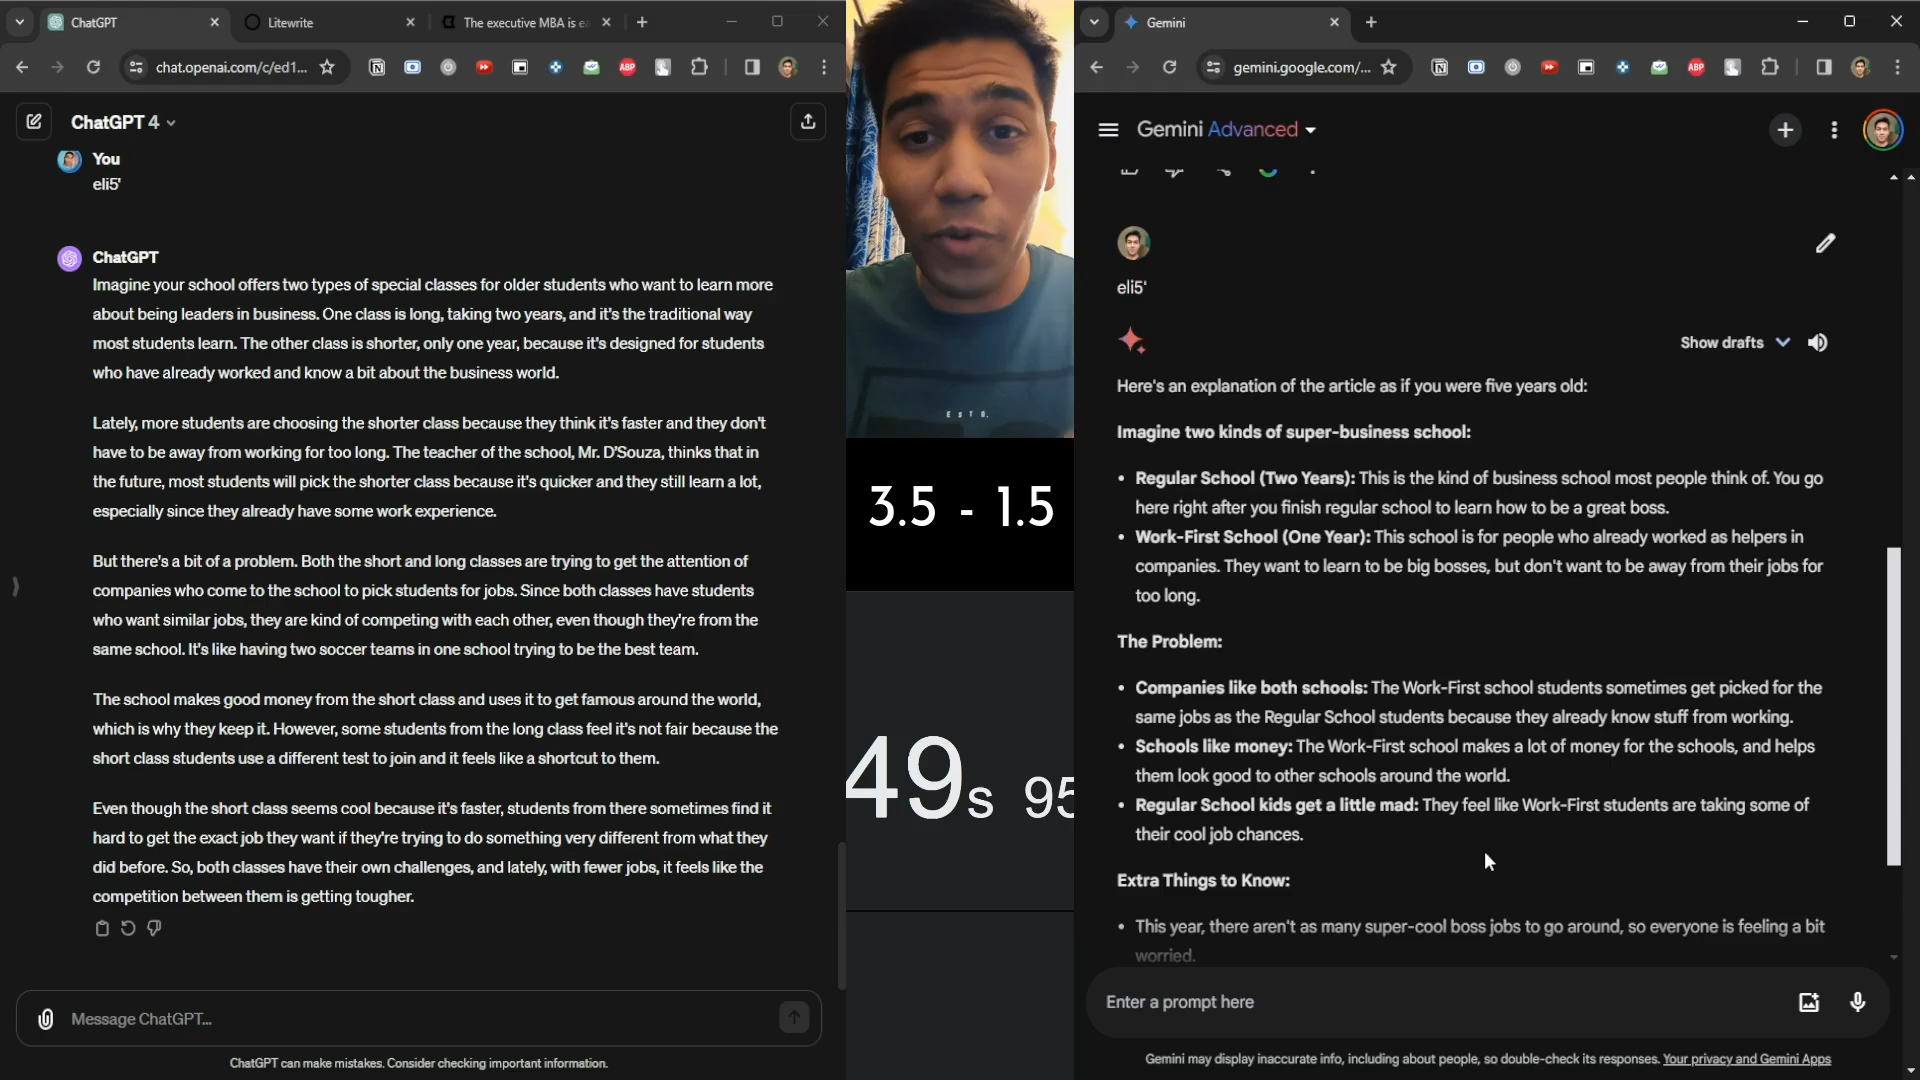 ChatGPT
Litewrite
The executive MBA is e
chat.openai.com/c/ed1...
ABP
ChatGPT 4
You
eli5'
ChatGPT
Imagine your school offers two types of special classes for older students who want to learn more
about being leaders in business. One class is long, taking two years, and it's the traditional way
most students learn. The other class is shorter, only one year, because it's designed for students
who have already worked and know a bit about the business world.
Lately, more students are choosing the shorter class because they think it's faster and they don't
have to be away from working for too long. The teacher of the school, Mr. D'Souza, thinks that in
the future, most students will pick the shorter class because it's quicker and they still learn a lot,
especially since they already have some work experience.
But there's a bit of a problem. Both the short and long classes are trying to get the attention of
companies who come to the school to pick students for jobs. Since both classes have students
who want similar jobs, they are kind of competing with each other, even though they're from the
same school. It's like having two soccer teams in one school trying to be the best team.
The school makes good money from the short class and uses it to get famous around the world,
which is why they keep it. However, some students from the long class feel it's not fair because the
short class students use a different test to join and it feels like a shortcut to them.
Even though the short class seems cool because it's faster, students from there sometimes find it
hard to get the exact job they want if they're trying to do something very different from what they
did before. So, both classes have their own challenges, and lately, with fewer jobs, it feels like the
competition between them is getting tougher.
Message ChatGPT...
ChatGPT can make mistakes. Consider checking important information.
ESTD.
3.5 - 1.5
49s 95
Gemini
gemini.google.com/...
ABP
Gemini Advanced
eli5'
Show drafts
Here's an explanation of the article as if you were five years old:
Imagine two kinds of super-business school:
• Regular School (Two Years): This is the kind of business school most people think of. You go
here right after you finish regular school to learn how to be a great boss.
• Work-First School (One Year): This school is for people who already worked as helpers in
companies. They want to learn to be big bosses, but don't want to be away from their jobs for
too long.
The Problem:
• Companies like both schools: The Work-First school students sometimes get picked for the
same jobs as the Regular School students because they already know stuff from working.
• Schools like money: The Work-First school makes a lot of money for the schools, and helps
them look good to other schools around the world.
• Regular School kids get a little mad: They feel like Work-First students are taking some of
their cool job chances.
Extra Things to Know:
• This year, there aren't as many super-cool boss jobs to go around, so everyone is feeling a bit
worried.
Enter a prompt here
Gemini may display inaccurate info, including about people, so double-check its responses. Your privacy and Gemini Apps